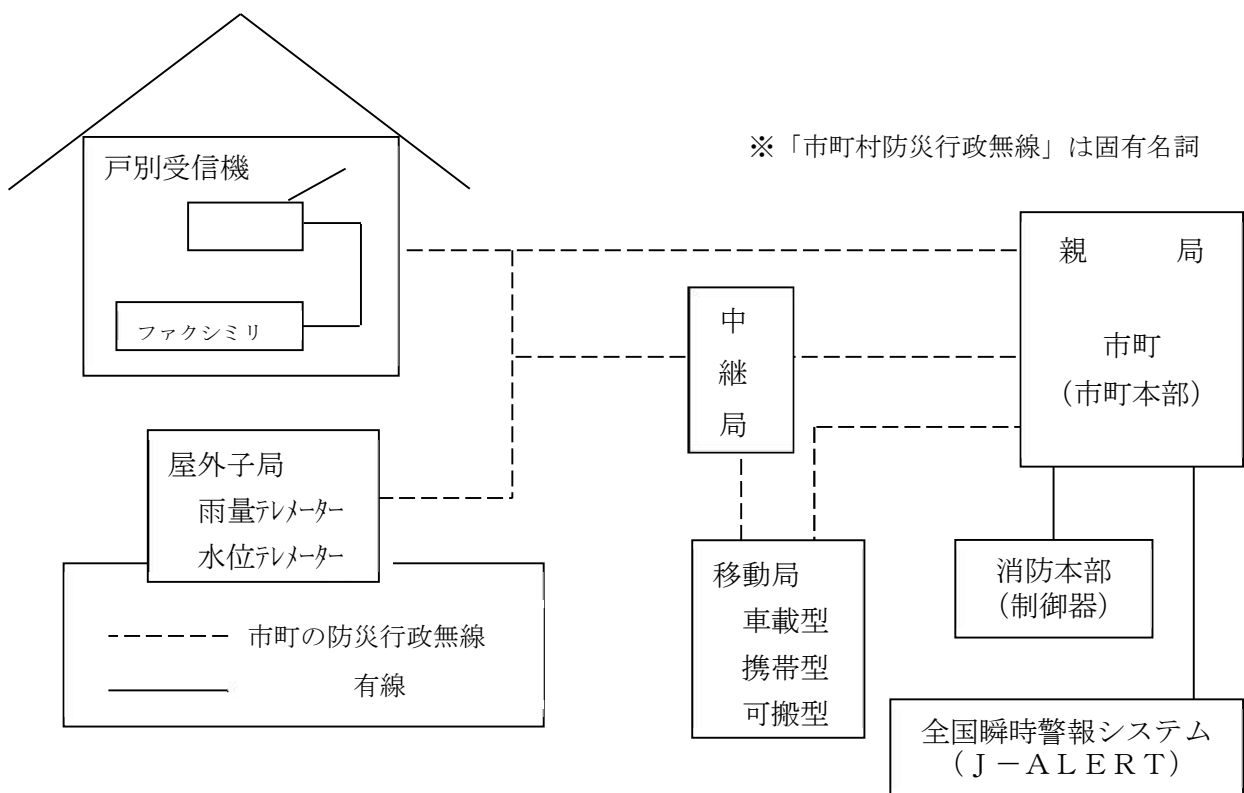 ※「市町村防災行政無線」は固有名詞
戸別受信機
ファクシミリ
親　　局
市町
（市町本部）
中
継
局
屋外子局
雨量ﾃﾚﾒｰﾀｰ
水位ﾃﾚﾒｰﾀｰ
移動局
車載型
携帯型
可搬型
消防本部
（制御器）
市町の防災行政無線
有線
全国瞬時警報システム
（Ｊ－ＡＬＥＲＴ）